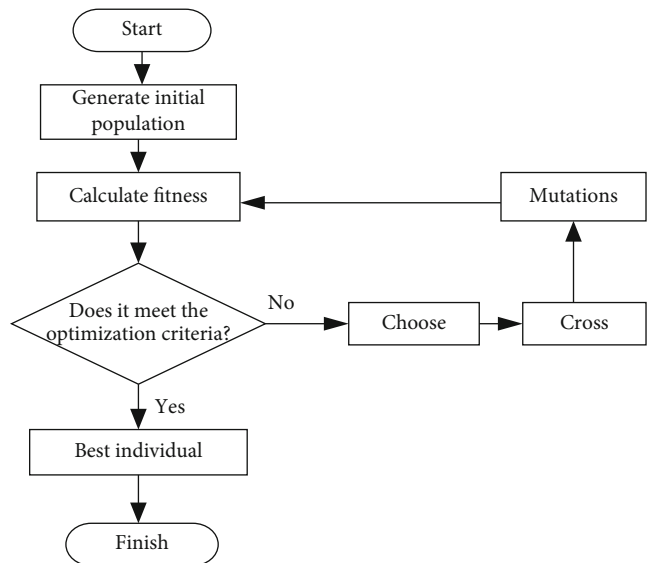 Start
Generate initial
population
Calculate fitness
Mutations
Does it meet the
optimization criteria?
No
Choose
Cross
Yes
Best individual
Finish